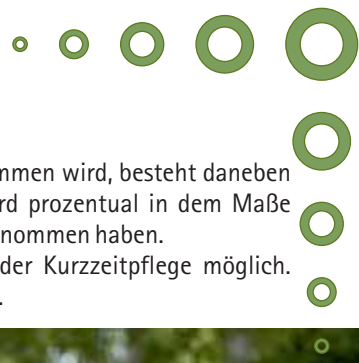 mmen wird, besteht daneben
rd prozentual in dem Maße
nommen haben.
der Kurzzeitpflege möglich.
.